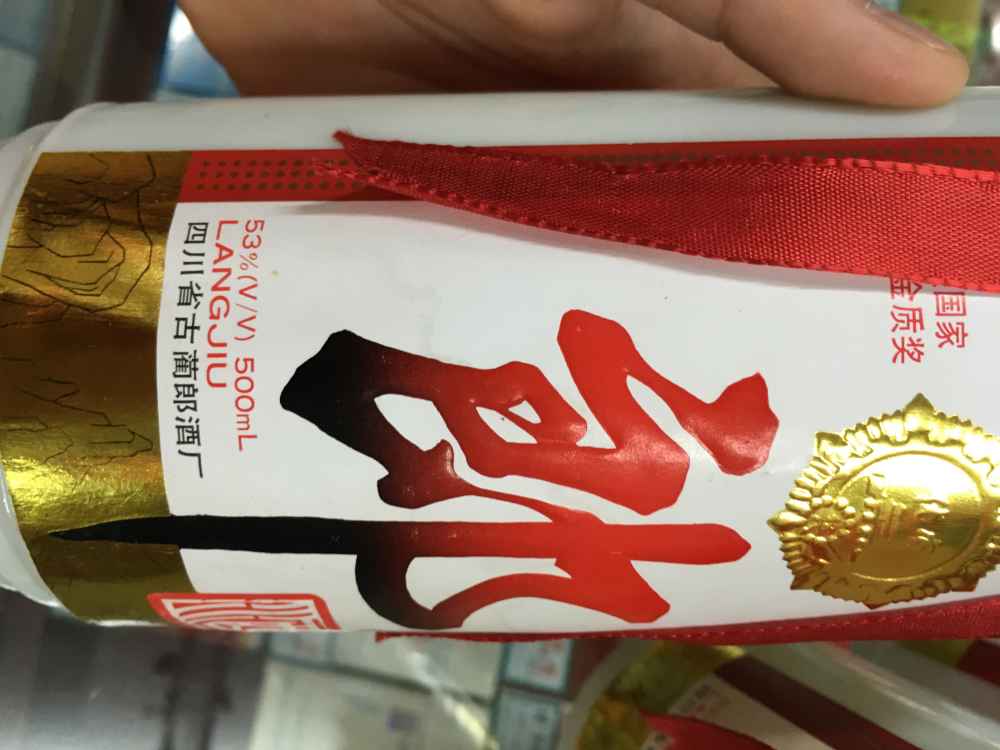 国家
金质奖
郎
53%(V/V) 500mL
LANGJIU
四川省古蔺郎酒厂